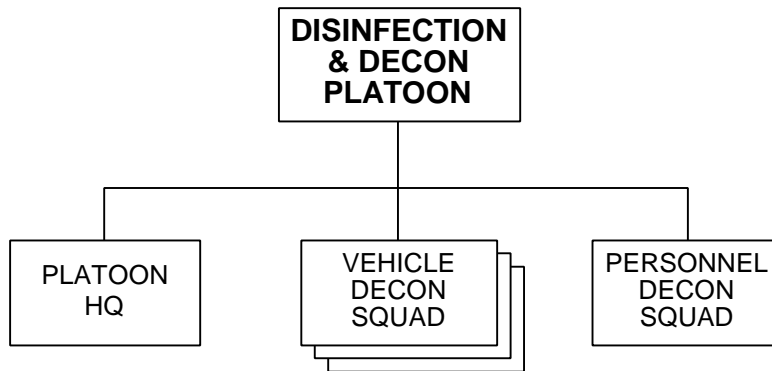 DISINFECTION
& DECON
PLATOON
PLATOON
HQ
VEHICLE
DECON
SQUAD
PERSONNEL
DECON
SQUAD